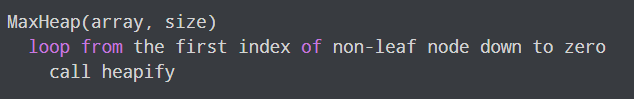 MaxHeap(array, size)
  loop from the first index of non-leaf node down to zero
    call heapify